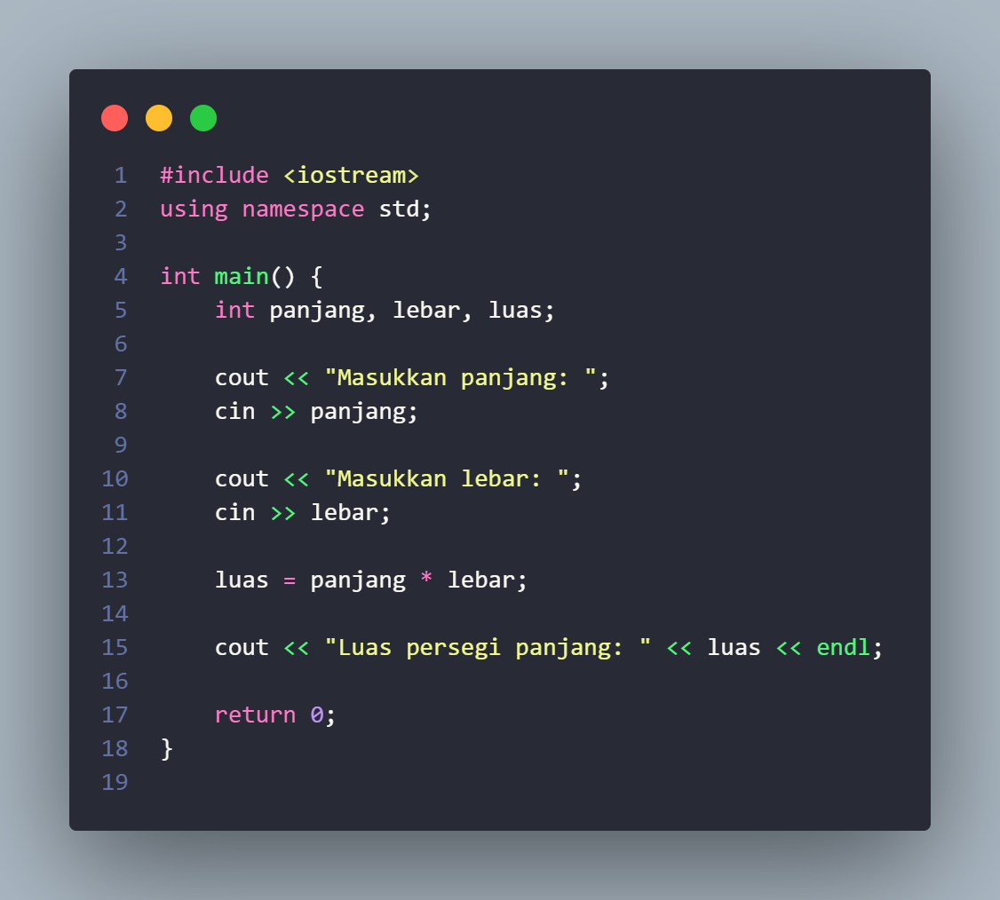 1 #include <iostream>
2 using namespace std;
3
4 int main() {
5     int panjang, lebar, luas;
6
7     cout << "Masukkan panjang: ";
8     cin >> panjang;
9
10     cout << "Masukkan lebar: ";
11     cin >> lebar;
12
13     luas = panjang * lebar;
14
15     cout << "Luas persegi panjang: " << luas << endl;
16
17     return 0;
18 }
19